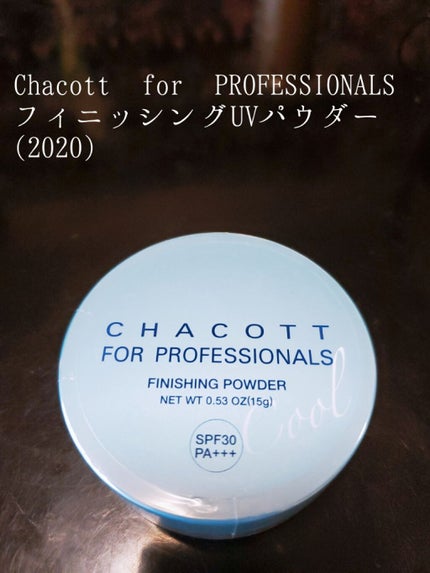 Chacott for PROFESSIONALS
フィニッシングUVパウダー
(2020)
CHACOTT
FOR PROFESSIONALS
FINISHING POWDER
NET WT 0.53 OZ(15g)
Cool
SPF30
PA+++